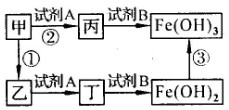 甲 试剂A ② 丙 试剂B Fe(OH)₃
① ③
乙 试剂A 丁 试剂B Fe(OH)₂